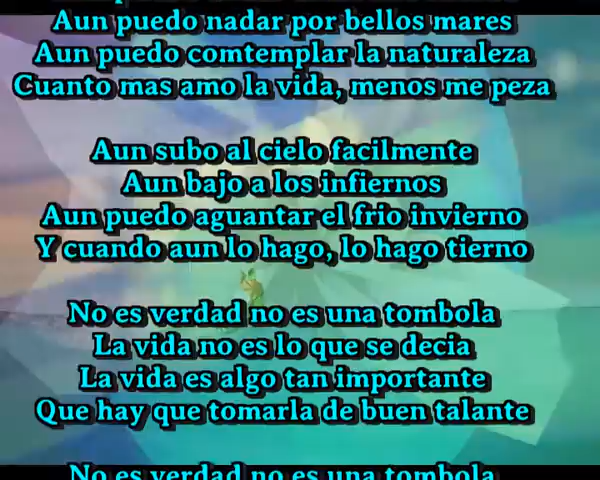 Aun puedo nadar por bellos mares
Aun puedo comtemplar la naturaleza
Cuanto mas amo la vida, menos me peza
Aun subo al cielo facilmente
Aun bajo a los infiernos
Aun puedo aguantar el frio invierno
Y cuando aun lo hago, lo hago tierno
No es verdad no es una tombola
La vida no es lo que se decia
La vida es algo tan importante
Que hay que tomarla de buen talante
No es verdad no es una tombola